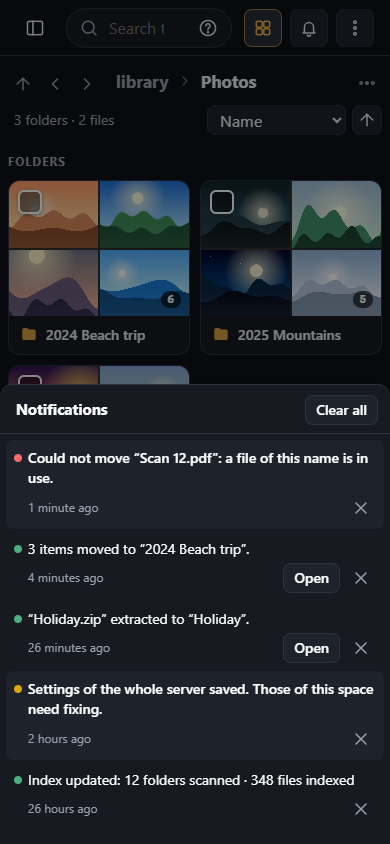 Search t
library › Photos
3 folders · 2 files
Name
FOLDERS
6
5
2024 Beach trip
2025 Mountains
Notifications
Clear all
Could not move “Scan 12.pdf”: a file of this name is in
use.
1 minute ago
3 items moved to “2024 Beach trip”.
4 minutes ago
Open
“Holiday.zip” extracted to “Holiday”.
26 minutes ago
Open
Settings of the whole server saved. Those of this space
need fixing.
2 hours ago
Index updated: 12 folders scanned · 348 files indexed
26 hours ago